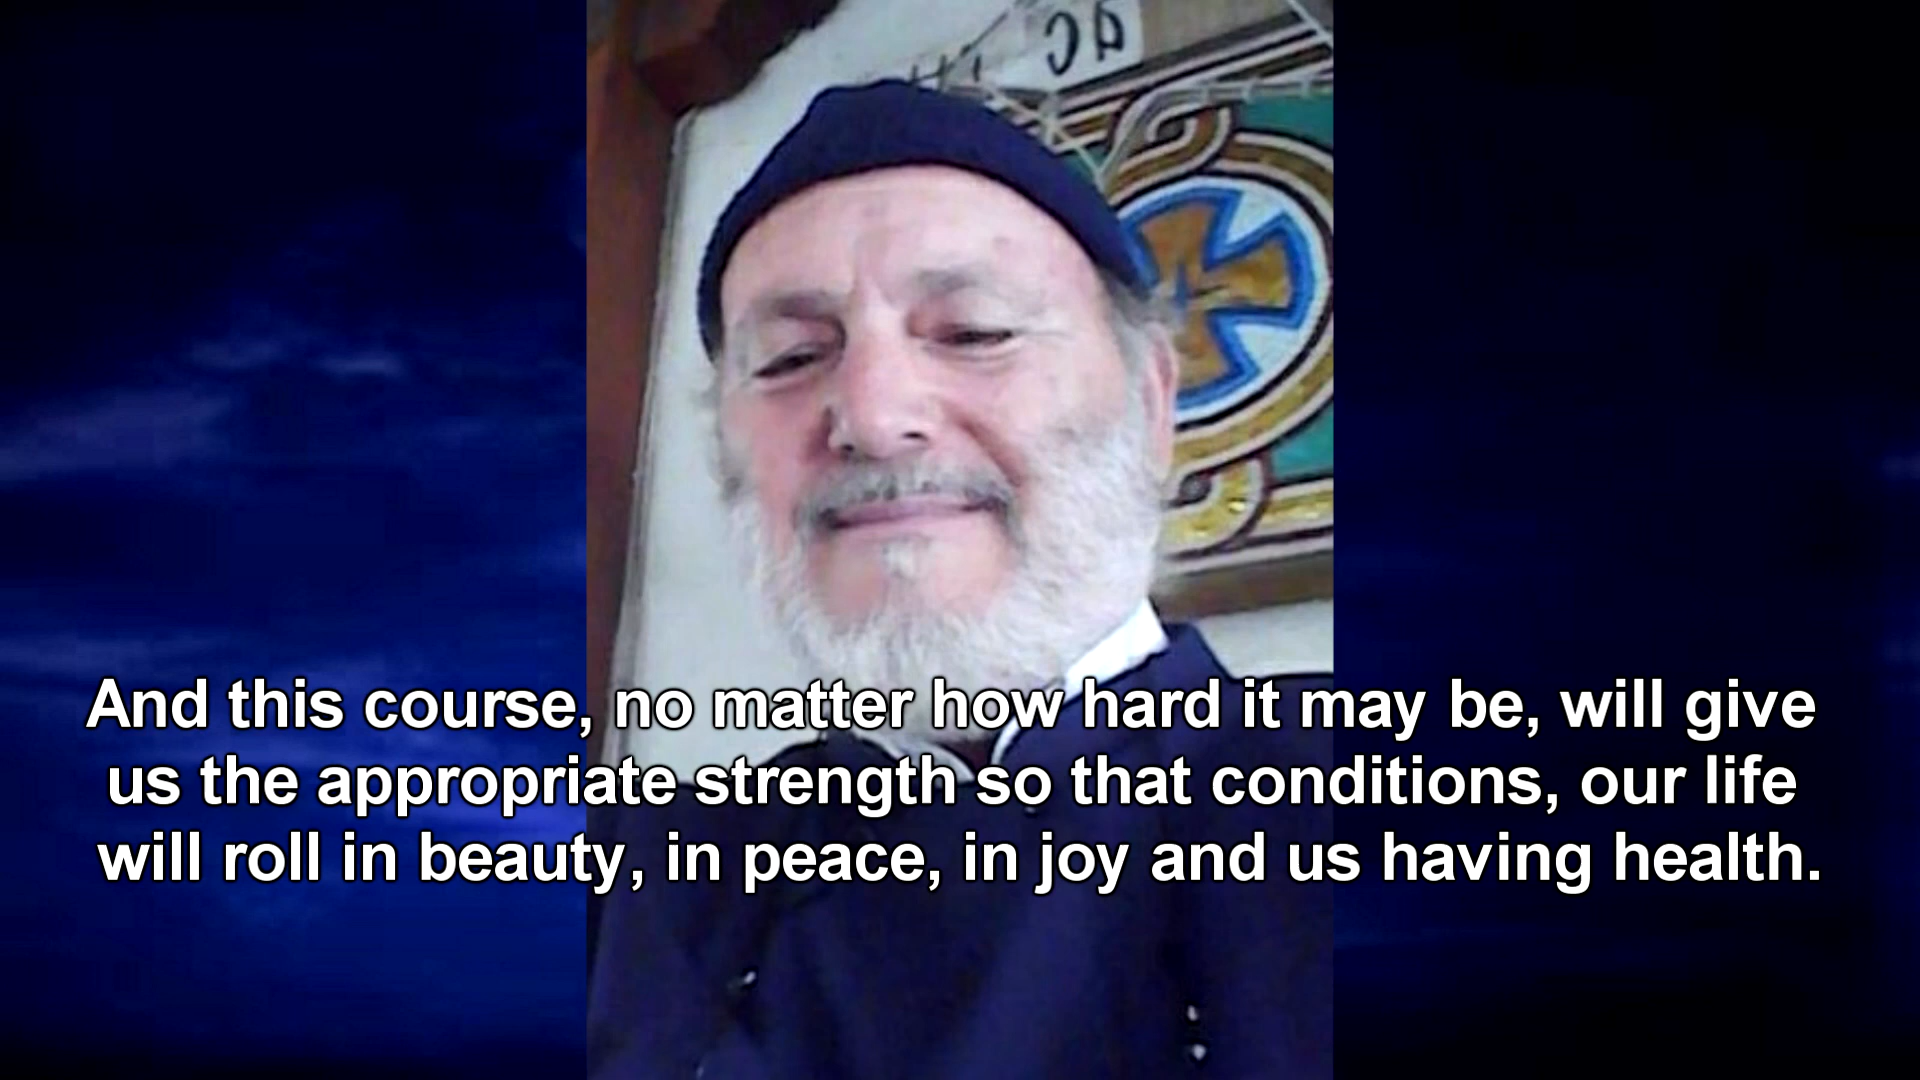 And this course, no matter how hard it may be, will give
us the appropriate strength so that conditions, our life
will roll in beauty, in peace, in joy and us having health.